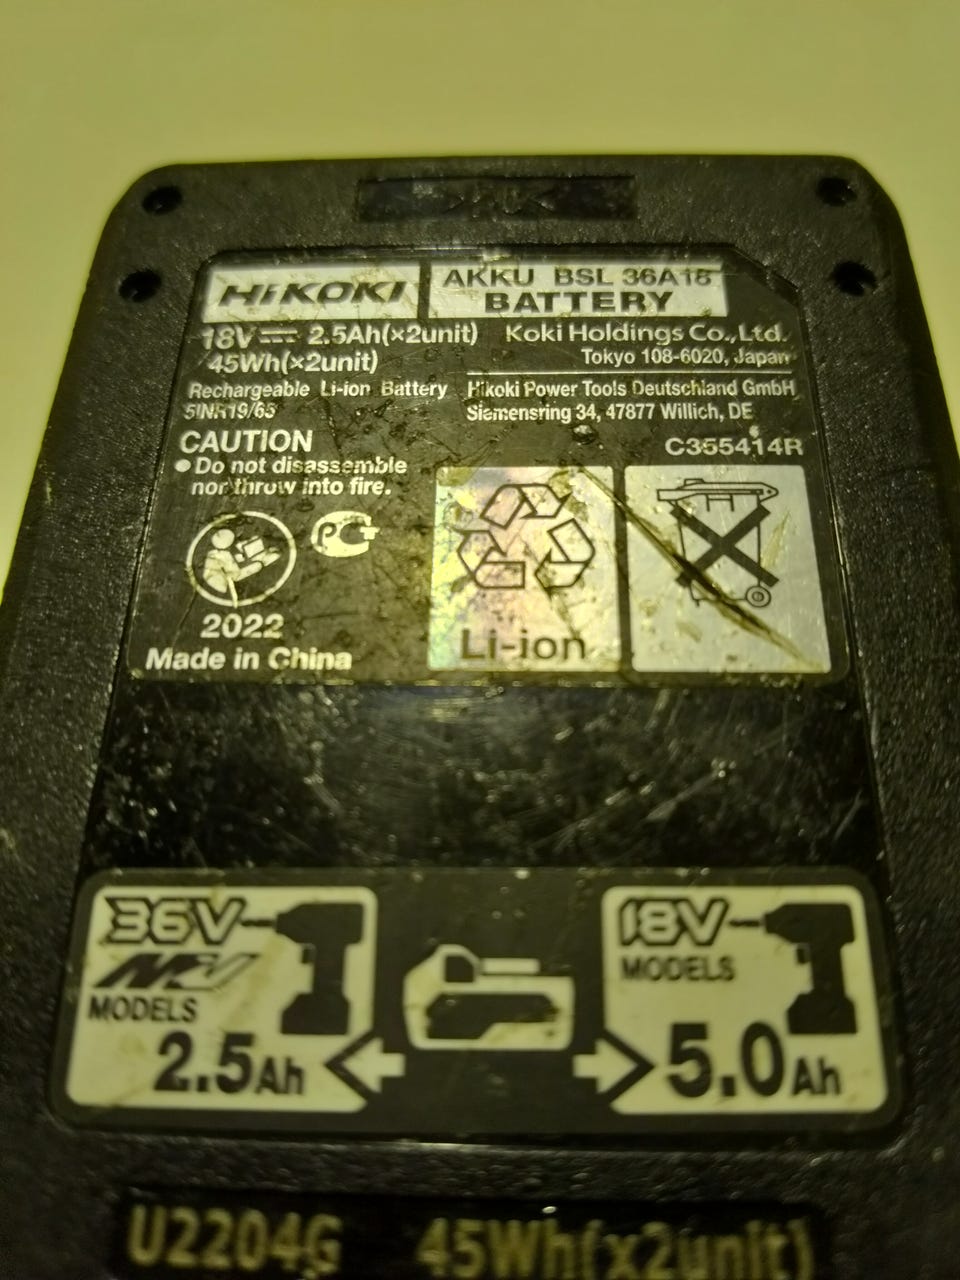 HiKOKI
AKKU BSL 36A18
BATTERY
18V 2.5Ah(×2unit)
45Wh(×2unit)
Koki Holdings Co.,Ltd.
Tokyo 108-6020, Japan
Rechargeable Li-ion Battery
5INR19/65
Hikoki Power Tools Deutschland GmbH
Siemensring 34, 47877 Willich, DE
CAUTION
C355414R
● Do not disassemble
nor throw into fire.
PCT
2022
Made in China
Li-ion
36V
MV
MODELS
2.5Ah
18V
MODELS
5.0Ah
U2204G 45Wh(x2unit)